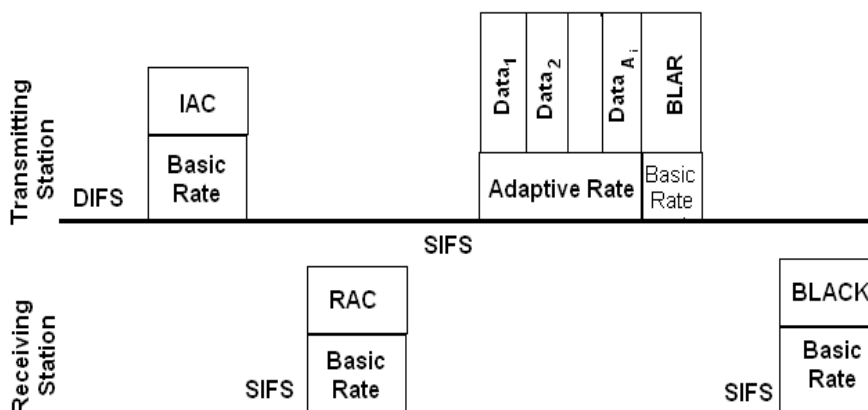 Transmitting
Station
DIFS
IAC
Basic
Rate
Data1
Data2
Data A i
BLAR
Adaptive Rate
Basic
Rate
SIFS
Receiving
Station
SIFS
RAC
Basic
Rate
SIFS
BLACK
Basic
Rate